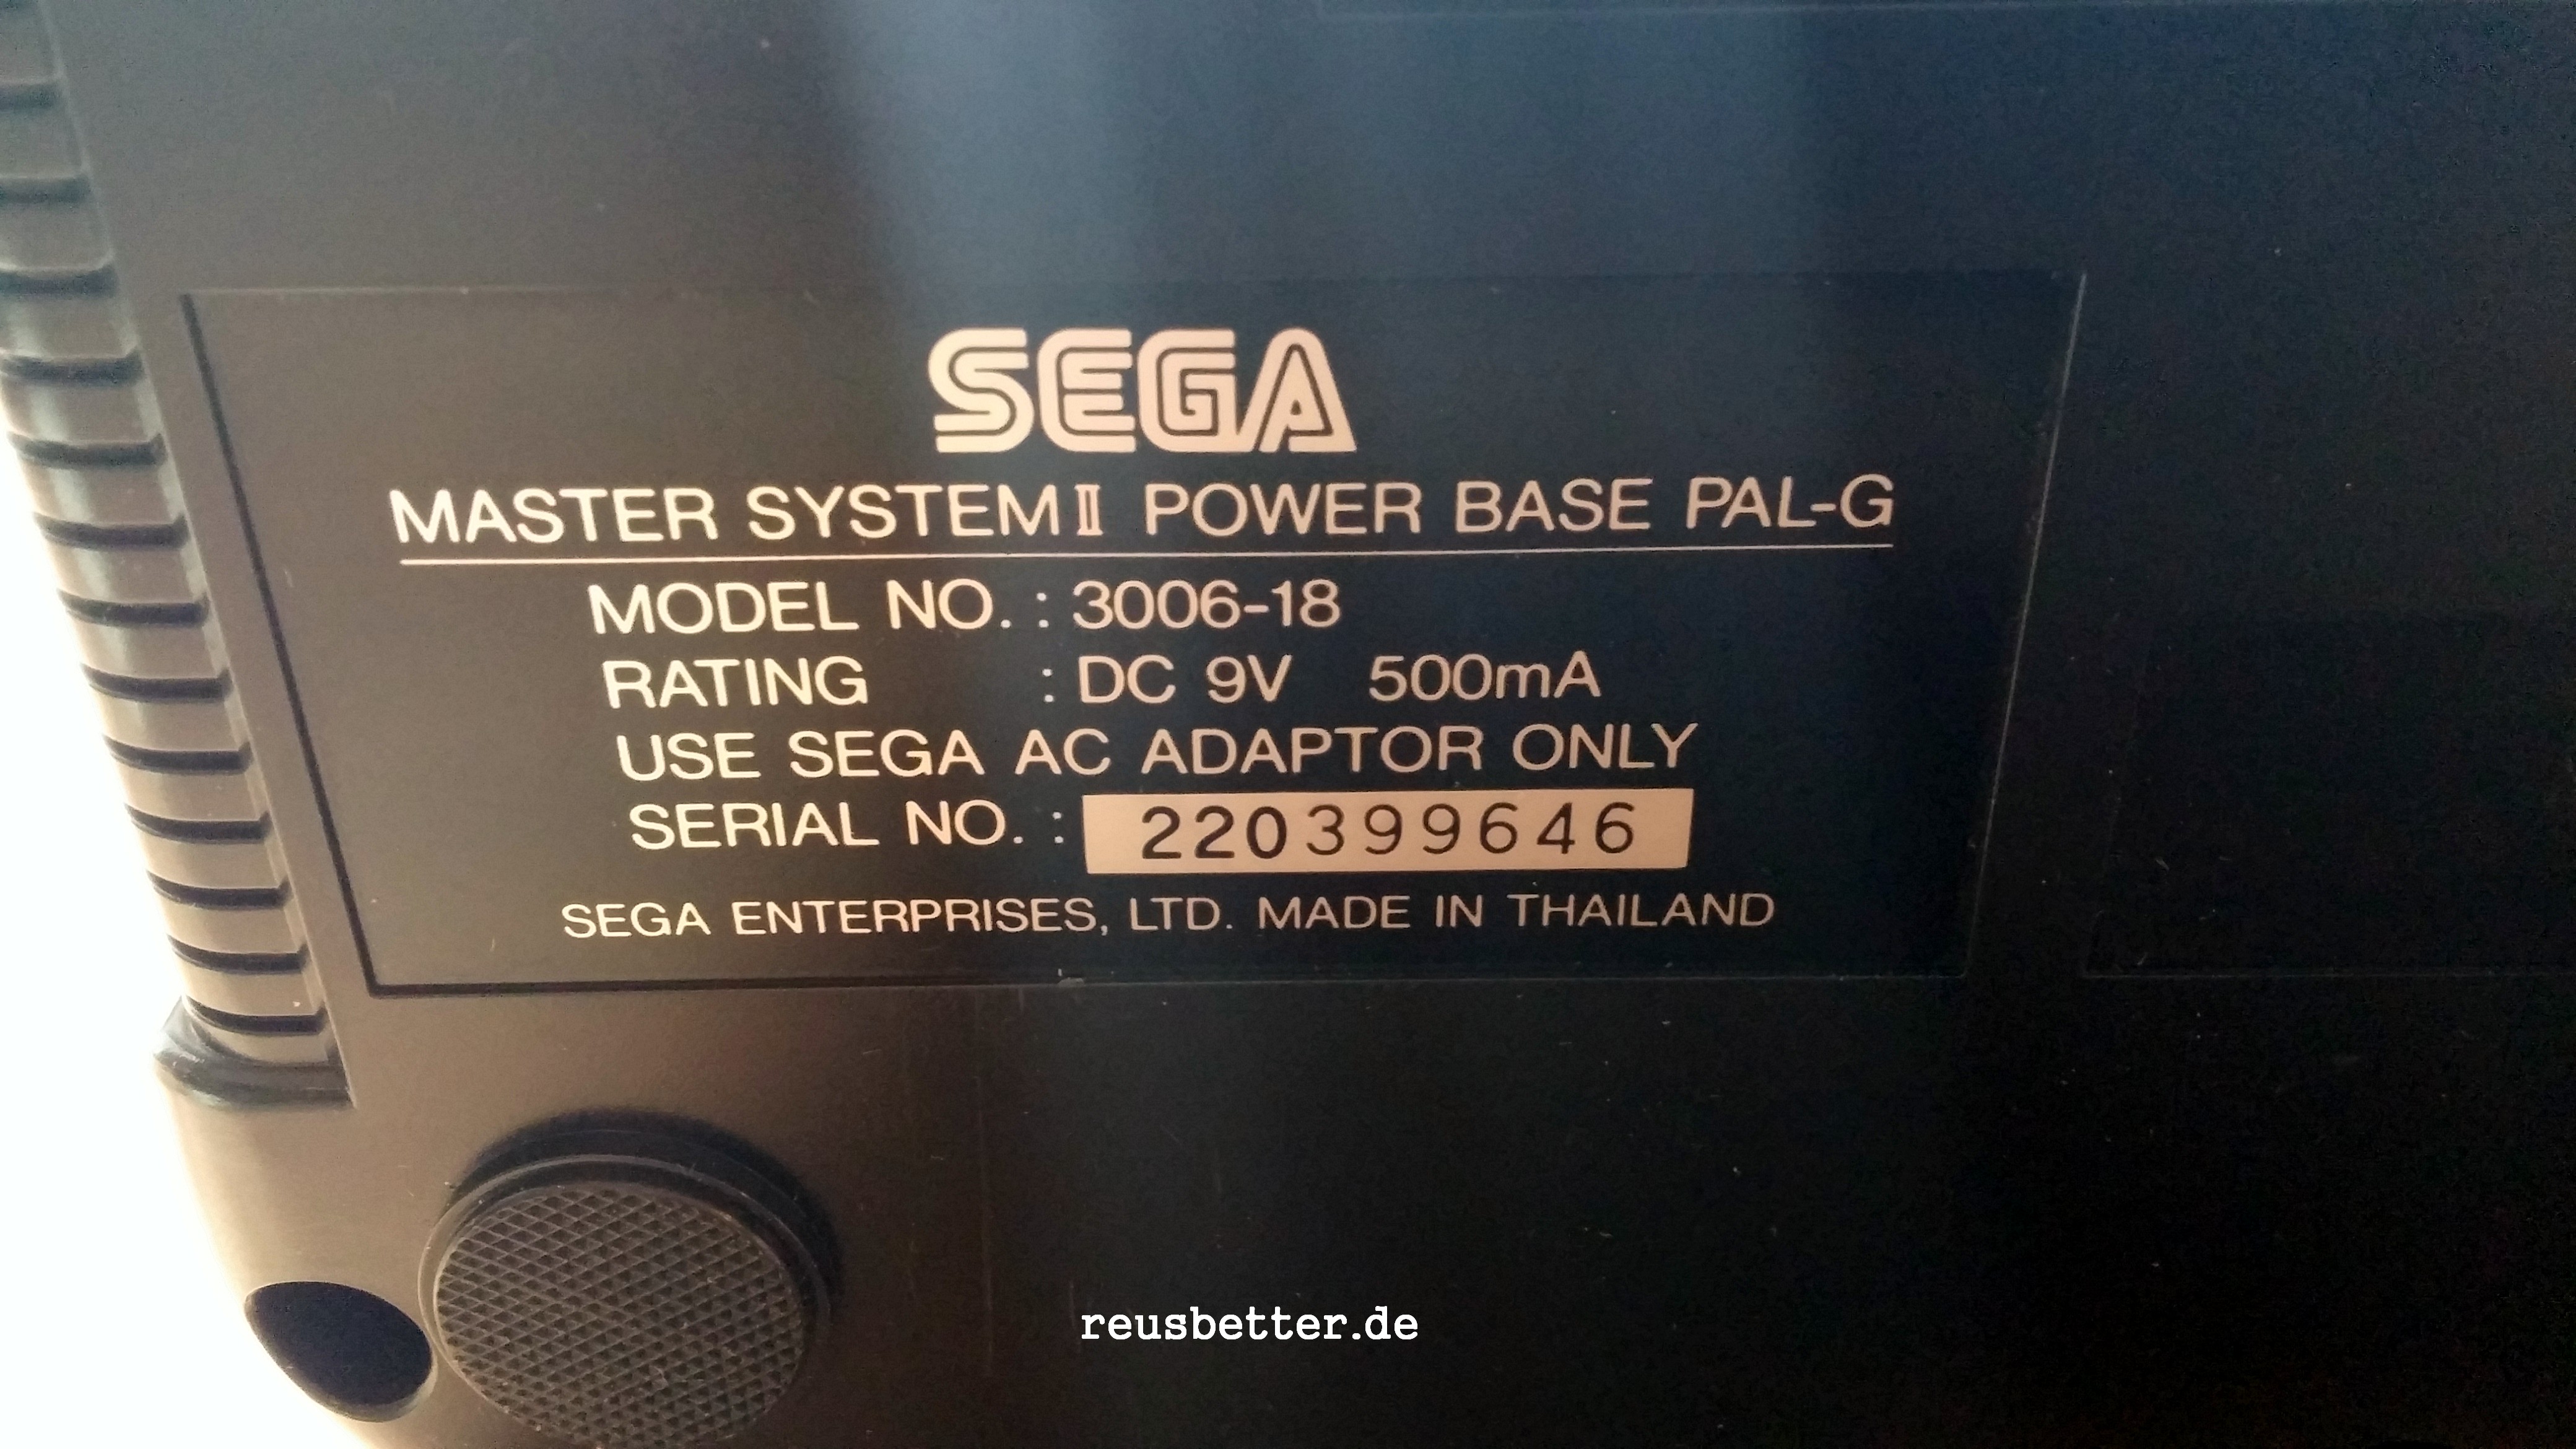 SEGA
MASTER SYSTEM II POWER BASE PAL-G
MODEL NO. : 3006-18
RATING : DC 9V 500mA
USE SEGA AC ADAPTOR ONLY
SERIAL NO. : 220399646
SEGA ENTERPRISES, LTD. MADE IN THAILAND
reusbetter.de